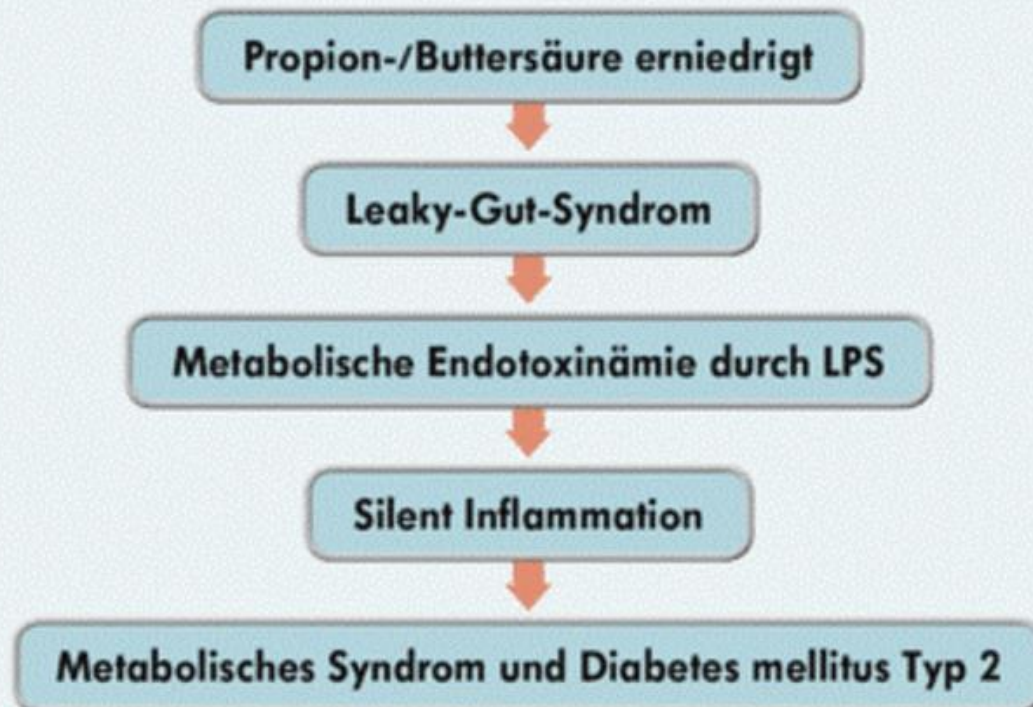 Propion-/Buttersäure erniedrigt
Leaky-Gut-Syndrom
Metabolische Endotoxinämie durch LPS
Silent Inflammation
Metabolisches Syndrom und Diabetes mellitus Typ 2